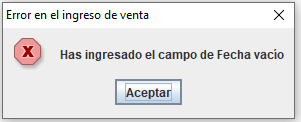 Error en el ingreso de venta
Has ingresado el campo de Fecha vacio
Aceptar